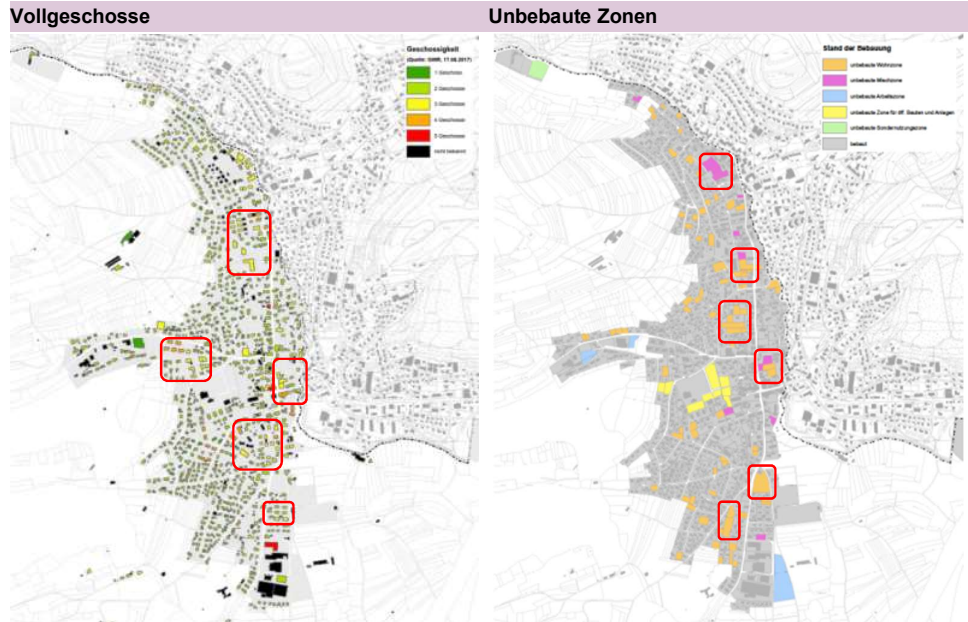 Vollgeschosse
Unbebaute Zonen
Geschossigkeit
(Quelle: GWR, 17.08.2017)
1 Geschoss
2 Geschosse
3 Geschosse
4 Geschosse
5 Geschosse
nicht bekannt
Stand der Bebauung
unbebaute Wohnzone
unbebaute Mischzone
unbebaute Arbeitszone
unbebaute Zone für öff. Bauten und Anlagen
unbebaute Sondernutzungszone
bebaut